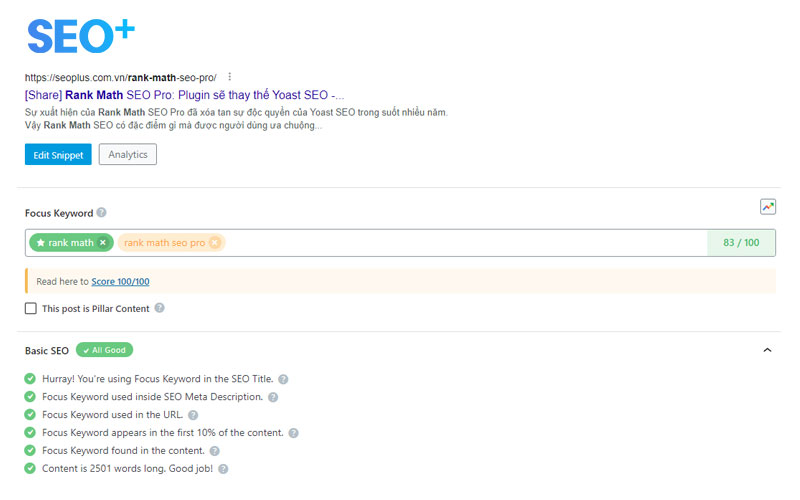 SEO+
https://seoplus.com.vn/rank-math-seo-pro/
[Share] Rank Math SEO Pro: Plugin sẽ thay thế Yoast SEO -...
Sự xuất hiện của Rank Math SEO Pro đã xóa tan sự độc quyền của Yoast SEO trong suốt nhiều năm.
Vậy Rank Math SEO có đặc điểm gì mà được người dùng ưa chuộng...
Edit Snippet Analytics
Focus Keyword
rank math rank math seo pro 83 / 100
Read here to Score 100/100
This post is Pillar Content
Basic SEO All Good
Hurray! You're using Focus Keyword in the SEO Title.
Focus Keyword used inside SEO Meta Description.
Focus Keyword used in the URL.
Focus Keyword appears in the first 10% of the content.
Focus Keyword found in the content.
Content is 2501 words long. Good job!